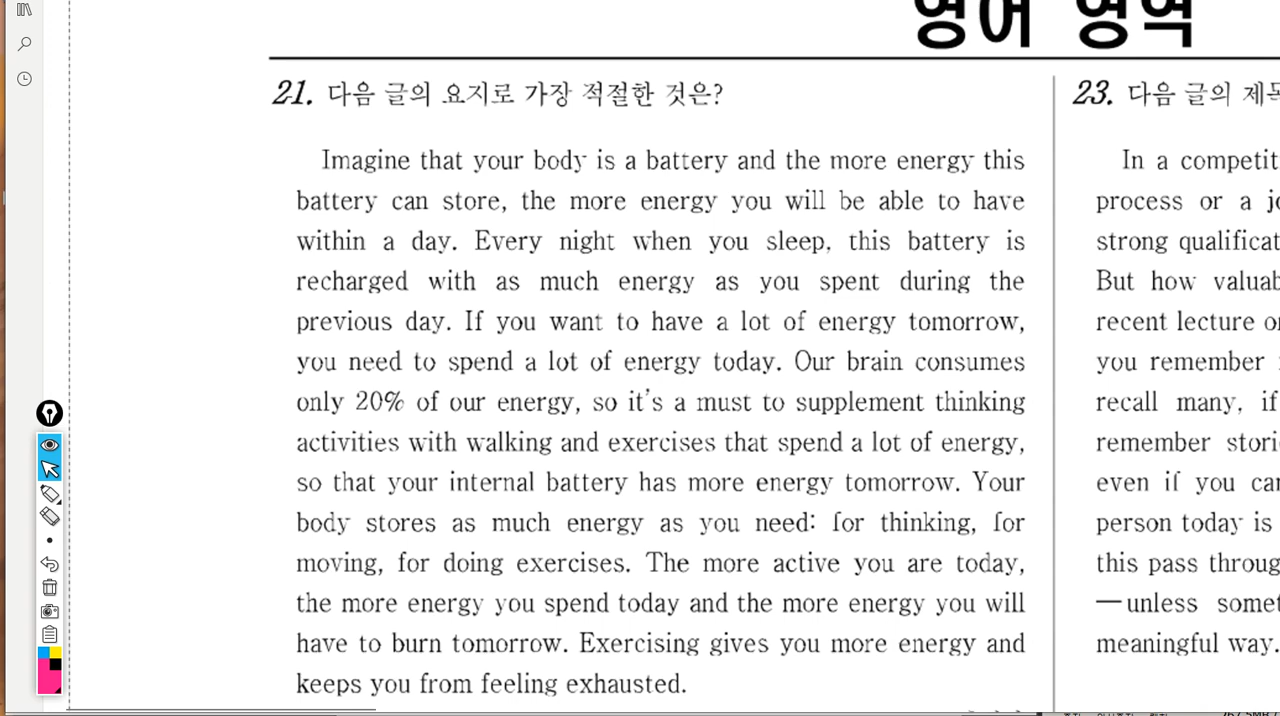 영어 영역
21. 다음 글의 요지로 가장 적절한 것은?
Imagine that your body is a battery and the more energy this
battery can store, the more energy you will be able to have
within a day. Every night when you sleep, this battery is
recharged with as much energy as you spent during the
previous day. If you want to have a lot of energy tomorrow,
you need to spend a lot of energy today. Our brain consumes
only 20% of our energy, so it's a must to supplement thinking
activities with walking and exercises that spend a lot of energy,
so that your internal battery has more energy tomorrow. Your
body stores as much energy as you need: for thinking, for
moving, for doing exercises. The more active you are today,
the more energy you spend today and the more energy you will
have to burn tomorrow. Exercising gives you more energy and
keeps you from feeling exhausted.
23. 다음 글의
In a
process or a
strong
But how
recent lecture
you remember
recall many, if
remember
even if you
person today is
this pass
—unless
meaningful way.